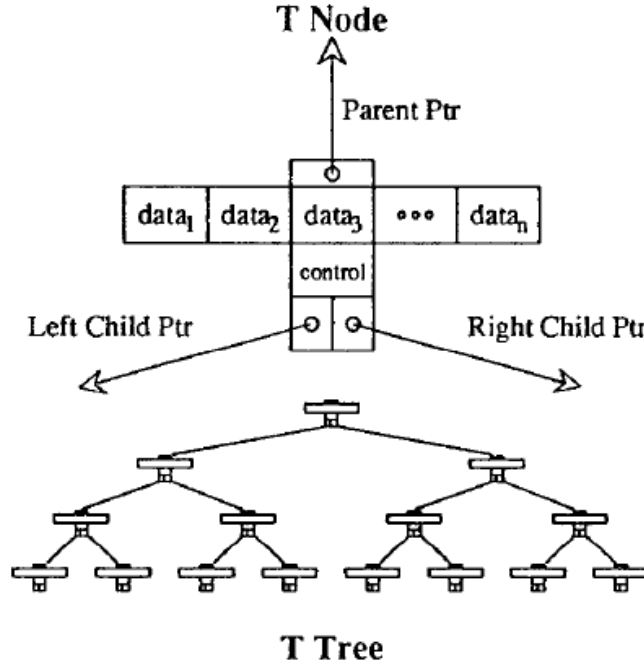 T Node
Parent Ptr
data1 data2 data3 ∘∘∘ datan
control
Left Child Ptr
Right Child Ptr
T Tree